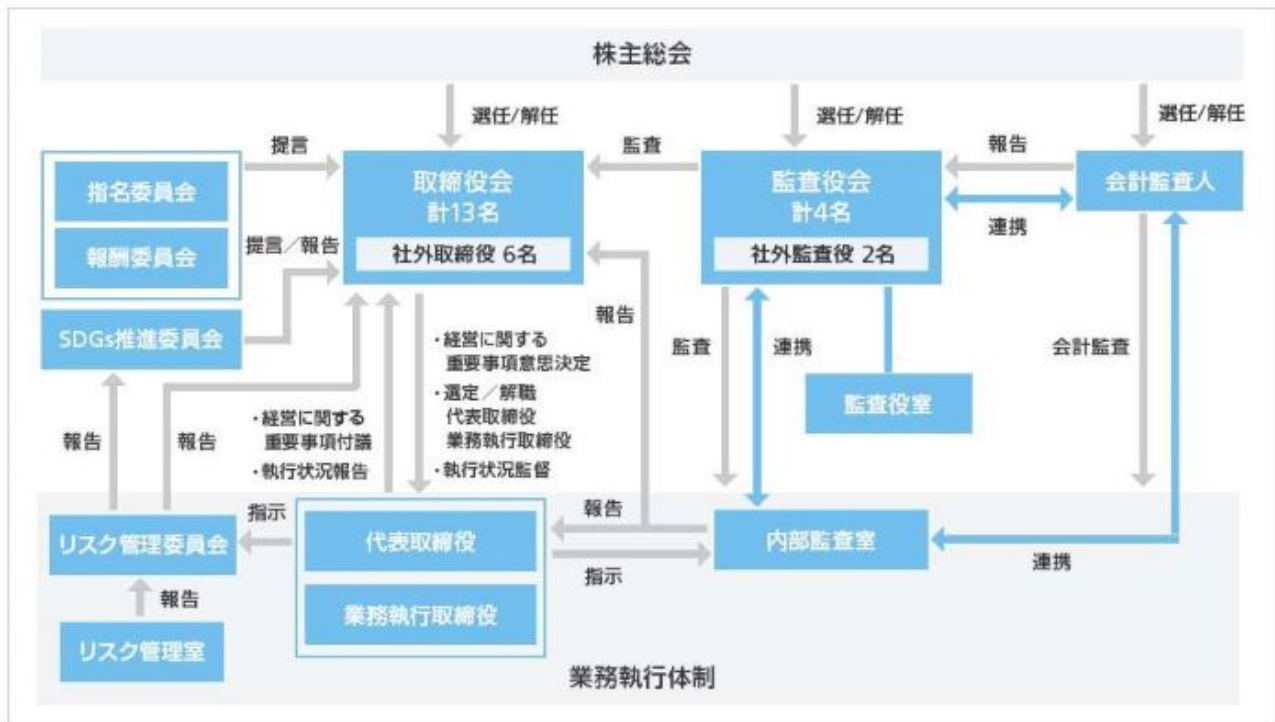 株主総会
選任/解任
選任/解任
選任/解任
提言
監査
報告
指名委員会
報酬委員会
取締役会
計13名
社外取締役 6名
監査役会
計4名
社外監査役 2名
会計監査人
連携
提言／報告
SDGs推進委員会
報告
報告
・経営に関する
重要事項付議
・執行状況報告
・経営に関する
重要事項意思決定
・選定／解職
代表取締役
業務執行取締役
・執行状況監督
報告
監査
連携
監査役室
会計監査
リスク管理委員会
指示
代表取締役
業務執行取締役
報告
指示
内部監査室
連携
報告
リスク管理室
業務執行体制